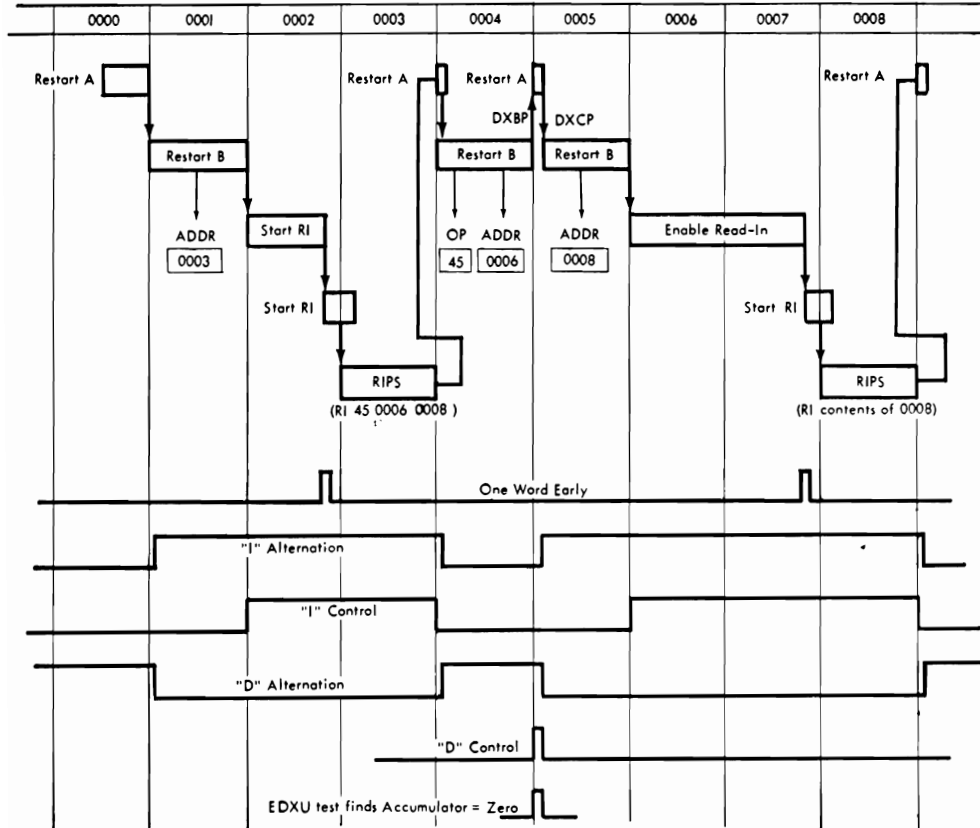 0000 0001 0002 0003 0004 0005 0006 0007 0008
Restart A Restart A Restart A Restart A
DXBP DXCP
Restart B Restart B Restart B
Start RI Enable Read-In
ADDR OP ADDR ADDR
0003 45 0006 0008
Start RI Start RI
RIPS RIPS
(RI 45 0006 0008 ) (RI contents of 0008)
One Word Early
"I" Alternation
"I" Control
"D" Alternation
"D" Control
EDXU test finds Accumulator = Zero